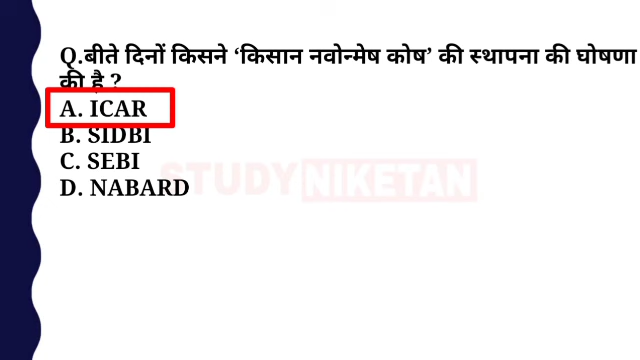 Q.बीते दिनों किसने ‘किसान नवोन्मेष कोष’ की स्थापना की घोषणा
की है ?
A. ICAR
B. SIDBI
C. SEBI
D. NABARD
STUDY NIKETAN